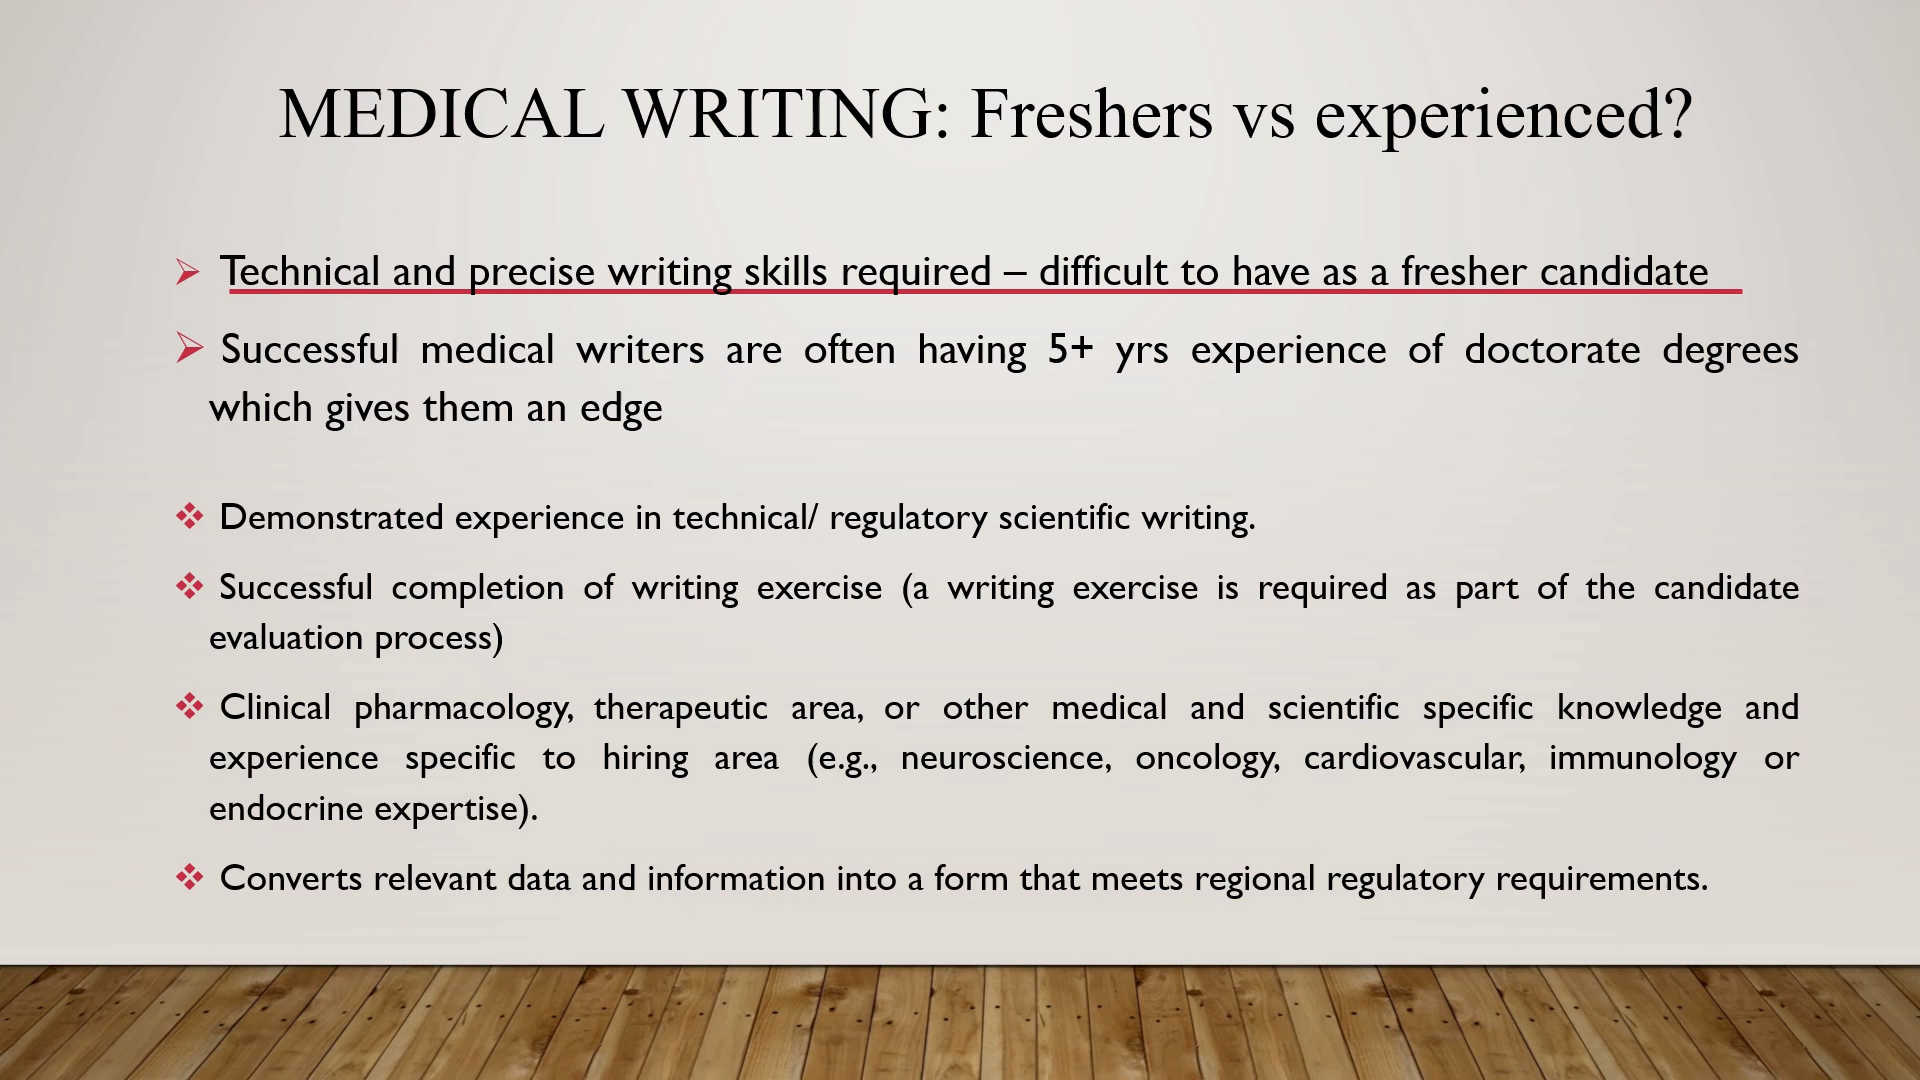 MEDICAL WRITING: Freshers vs experienced?
Technical and precise writing skills required – difficult to have as a fresher candidate
Successful medical writers are often having 5+ yrs experience of doctorate degrees
which gives them an edge
Demonstrated experience in technical/ regulatory scientific writing.
Successful completion of writing exercise (a writing exercise is required as part of the candidate
evaluation process)
Clinical pharmacology, therapeutic area, or other medical and scientific specific knowledge and
experience specific to hiring area (e.g., neuroscience, oncology, cardiovascular, immunology or
endocrine expertise).
Converts relevant data and information into a form that meets regional regulatory requirements.